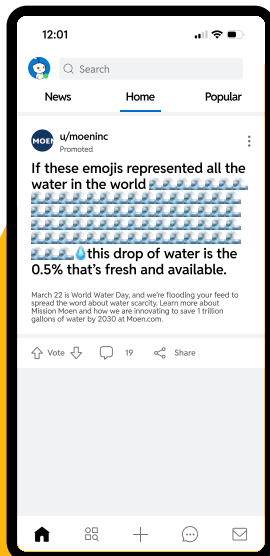 12:01
Search
News Home Popular
MOEN
u/moeninc
Promoted
If these emojis represented all the
water in the world 🌊🌊🌊🌊🌊🌊🌊
🌊🌊🌊🌊🌊🌊🌊🌊🌊🌊🌊🌊🌊🌊🌊
🌊🌊🌊🌊🌊🌊🌊🌊🌊🌊🌊🌊🌊🌊🌊
🌊🌊🌊🌊🌊🌊🌊🌊🌊🌊🌊🌊🌊🌊🌊
🌊🌊🌊🌊🌊🌊🌊🌊🌊🌊🌊🌊🌊🌊🌊
🌊🌊🌊💧this drop of water is the
0.5% that’s fresh and available.
March 22 is World Water Day, and we’re flooding your feed to
spread the word about water scarcity. Learn more about
Mission Moen and how we are innovating to save 1 trillion
gallons of water by 2030 at Moen.com.
Vote 19 Share